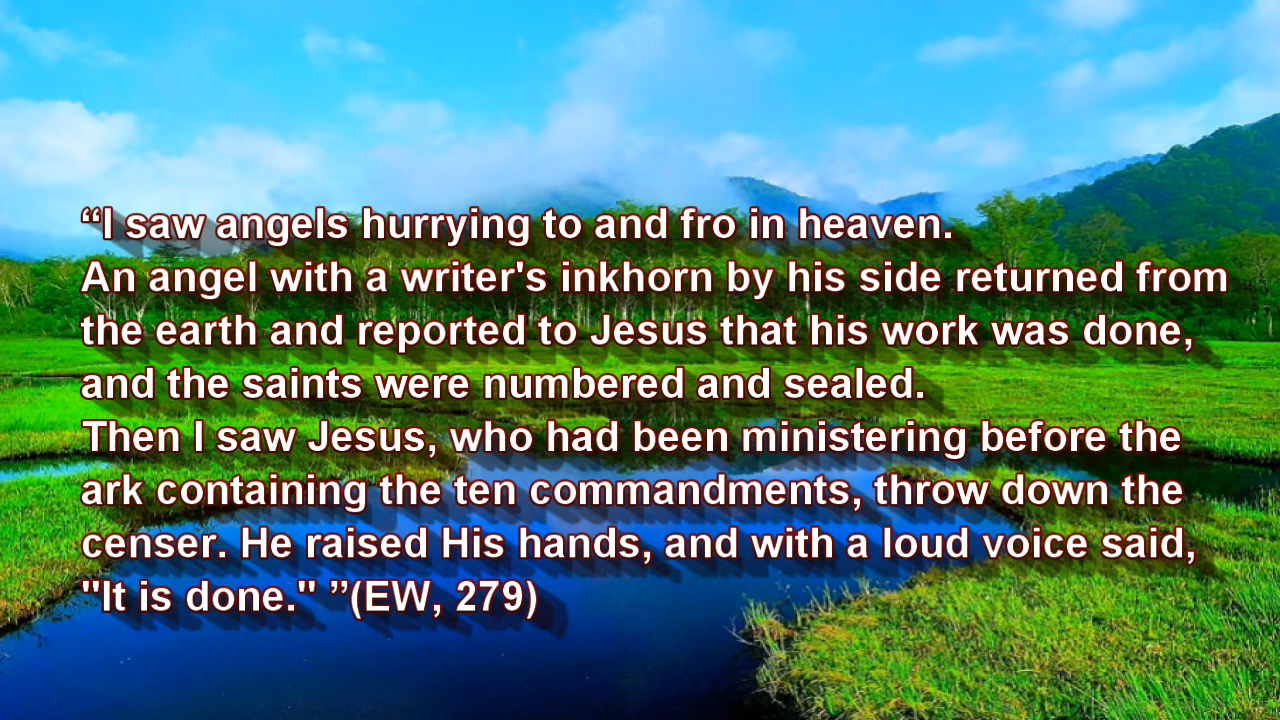 “I saw angels hurrying to and fro in heaven.
An angel with a writer's inkhorn by his side returned from
the earth and reported to Jesus that his work was done,
and the saints were numbered and sealed.
Then I saw Jesus, who had been ministering before the
ark containing the ten commandments, throw down the
censer. He raised His hands, and with a loud voice said,
"It is done." ”(EW, 279)